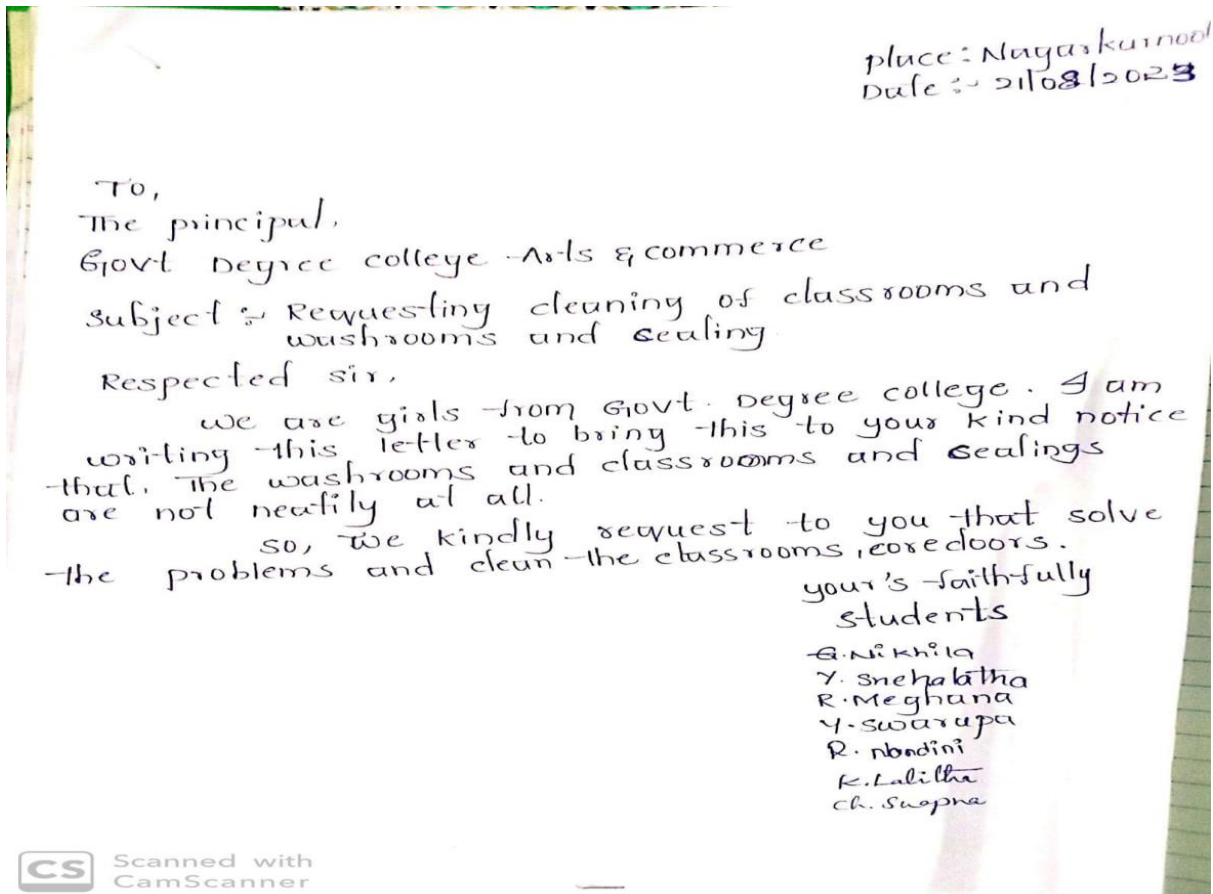 place: Nagarkurnool
Date :- 21/08/2023
To,
The principal,
Govt Degree college Arts & commerce
Subject :- Requesting cleaning of classrooms and
washrooms and sealing
Respected sir,
we are girls from Govt. Degree college. I am
writing this letter to bring this to your kind notice
that. The washrooms and classrooms and sealings
are not neatily at all.
so, we kindly request to you that solve
the problems and clean the classrooms, coredoors.
your's faithfully
students
G. Nikhila
Y. Snehalatha
R. Meghana
Y. Swarupa
R. Nandini
K. Lalitha
Ch. Swapna
CS Scanned with
CamScanner